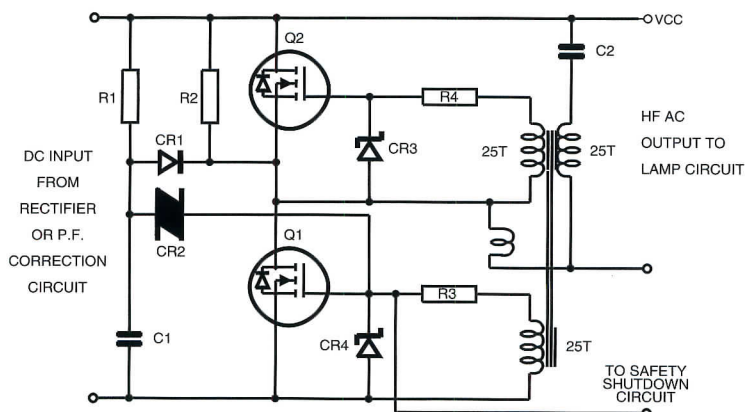 VCC
Q2
C2
R1
R2
R4
HF AC
OUTPUT TO
LAMP CIRCUIT
CR1
CR3
25T
25T
DC INPUT
FROM
RECTIFIER
OR P.F.
CORRECTION
CIRCUIT
CR2
Q1
R3
C1
CR4
25T
TO SAFETY
SHUTDOWN
CIRCUIT